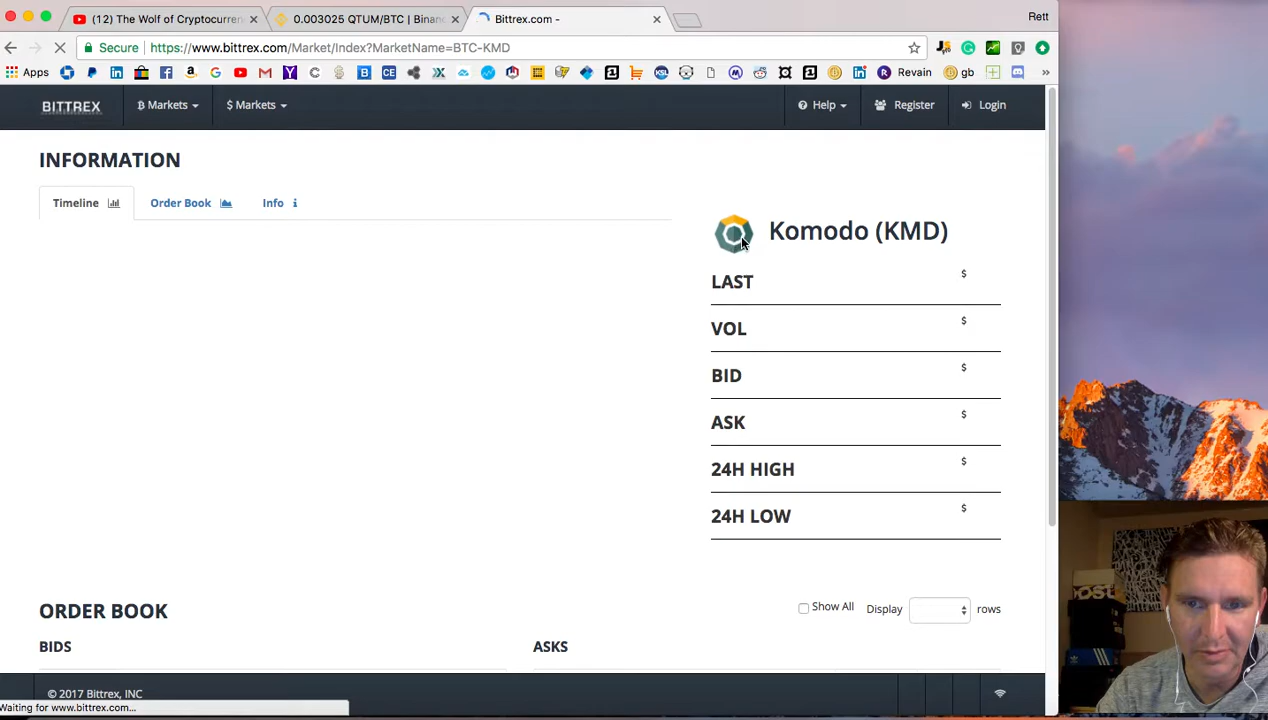 (12) The Wolf of Cryptocurren
0.003025 QTUM/BTC | Binan
Bittrex.com -
Rett
Secure
https://www.bittrex.com/Market/Index?MarketName=BTC-KMD
Apps
Revain
gb
BITTREX
Markets
$ Markets
Help
Register
Login
INFORMATION
Timeline
Order Book
Info
Komodo (KMD)
LAST $
VOL $
BID $
ASK $
24H HIGH $
24H LOW $
ORDER BOOK
Show All
Display
rows
BIDS
ASKS
© 2017 Bittrex, INC
Waiting for www.bittrex.com...